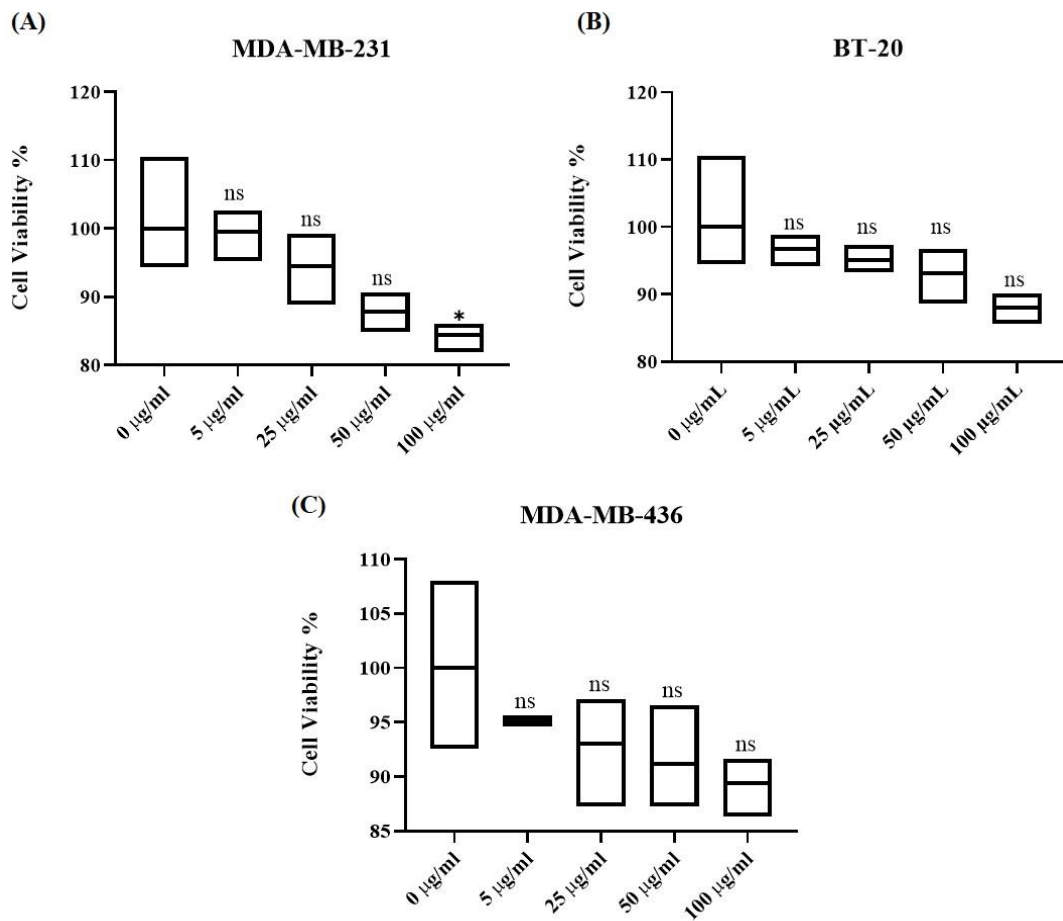 (A)
MDA-MB-231
Cell Viability %
120
110
100
90
80
ns
ns
ns
*
0 μg/ml
5 μg/ml
25 μg/ml
50 μg/ml
100 μg/ml
(B)
BT-20
Cell Viability %
120
110
100
90
80
ns
ns
ns
ns
0 μg/mL
5 μg/mL
25 μg/mL
50 μg/mL
100 μg/mL
(C)
MDA-MB-436
Cell Viability %
110
105
100
95
90
85
ns
ns
ns
ns
0 μg/ml
5 μg/ml
25 μg/ml
50 μg/ml
100 μg/ml